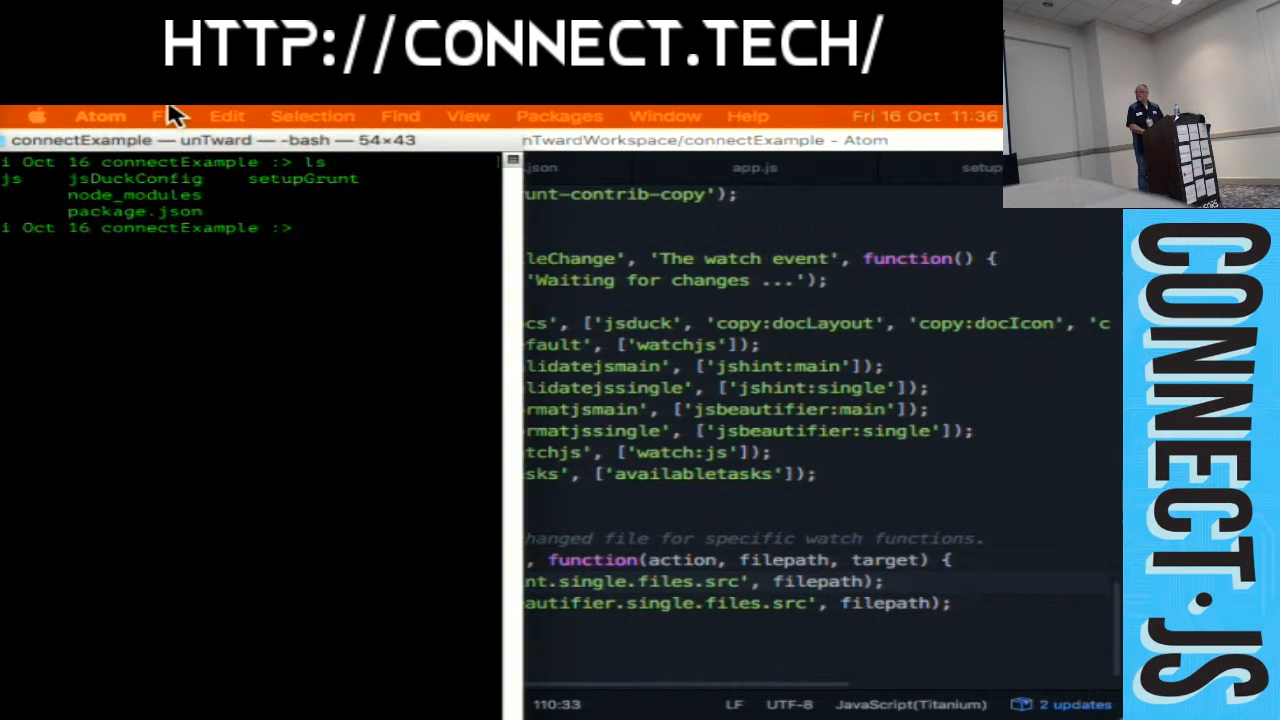 HTTP://CONNECT.TECH/
Atom Edit Selection Find View Packages Window Help Fri 16 Oct 11:36
connectExample — unTward — -bash — 54×43
nTwardWorkspace/connectExample - Atom
i Oct 16 connectExample :> ls
js jsDuckConfig setupGrunt
node_modules
package.json
i Oct 16 connectExample :>
.json app.js setup
unt-contrib-copy');
leChange', 'The watch event', function() {
'Waiting for changes ...');
cs', ['jsduck', 'copy:docLayout', 'copy:docIcon', 'c
fault', ['watchjs']);
lidatejsmain', ['jshint:main']);
lidatejssingle', ['jshint:single']);
rmatjsmain', ['jsbeautifier:main']);
rmatjssingle', ['jsbeautifier:single']);
tchjs', ['watch:js']);
sks', ['availabletasks']);
hanged file for specific watch functions.
, function(action, filepath, target) {
nt.single.files.src', filepath);
autifier.single.files.src', filepath);
110:33 LF UTF-8 JavaScript(Titanium) 2 updates
CONNECT·JS